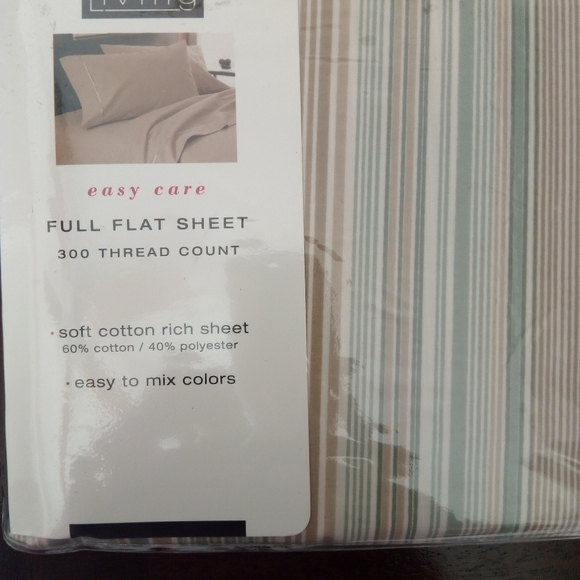 Living
easy care
FULL FLAT SHEET
300 THREAD COUNT
· soft cotton rich sheet
60% cotton / 40% polyester
· easy to mix colors